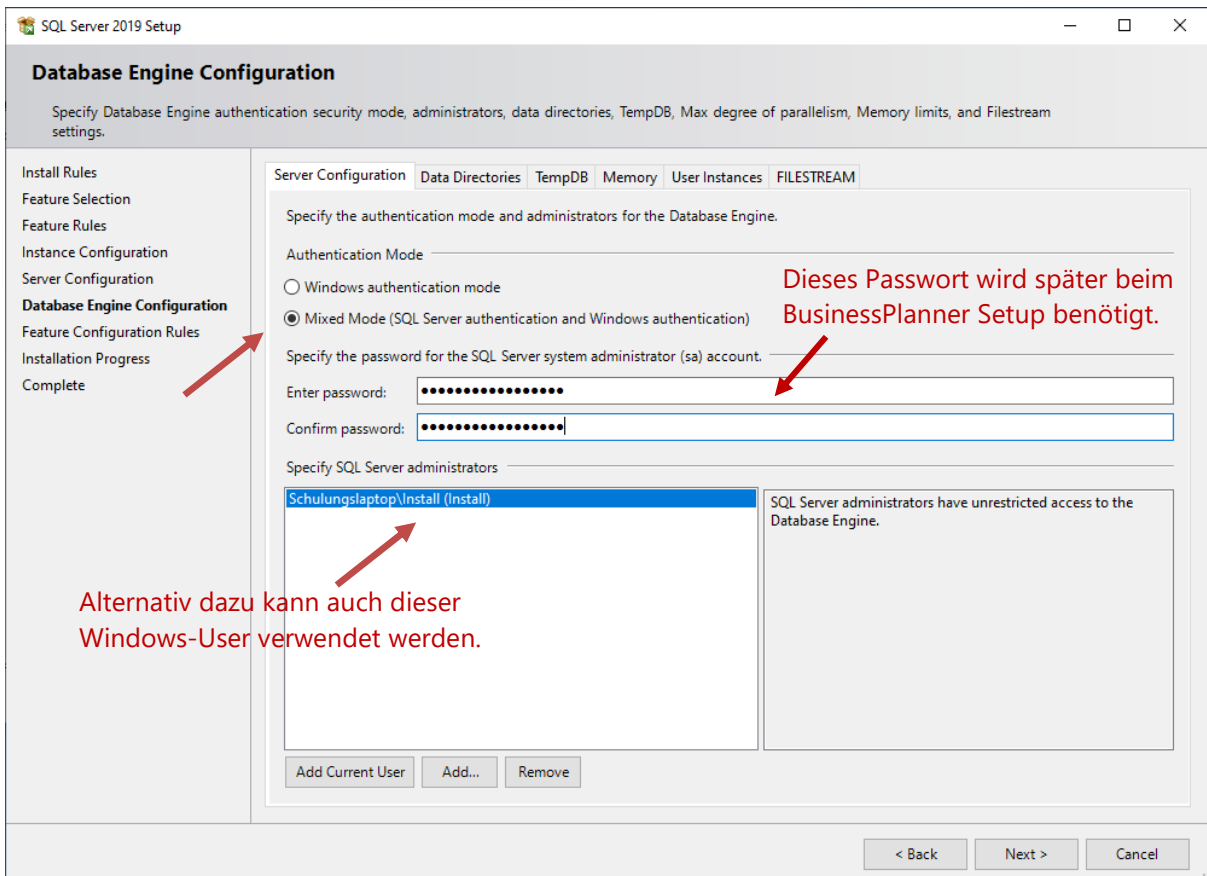 SQL Server 2019 Setup
Database Engine Configuration
Specify Database Engine authentication security mode, administrators, data directories, TempDB, Max degree of parallelism, Memory limits, and Filestream
settings.
Install Rules
Feature Selection
Feature Rules
Instance Configuration
Server Configuration
Database Engine Configuration
Feature Configuration Rules
Installation Progress
Complete
Server Configuration Data Directories TempDB Memory User Instances FILESTREAM
Specify the authentication mode and administrators for the Database Engine.
Authentication Mode
Windows authentication mode
Mixed Mode (SQL Server authentication and Windows authentication)
Dieses Passwort wird später beim
BusinessPlanner Setup benötigt.
Specify the password for the SQL Server system administrator (sa) account.
Enter password: ●●●●●●●●●●●●●●●●●
Confirm password: ●●●●●●●●●●●●●●●●●
Specify SQL Server administrators
Schulungslaptop\Install (Install)
SQL Server administrators have unrestricted access to the
Database Engine.
Alternativ dazu kann auch dieser
Windows-User verwendet werden.
Add Current User Add... Remove
< Back Next > Cancel